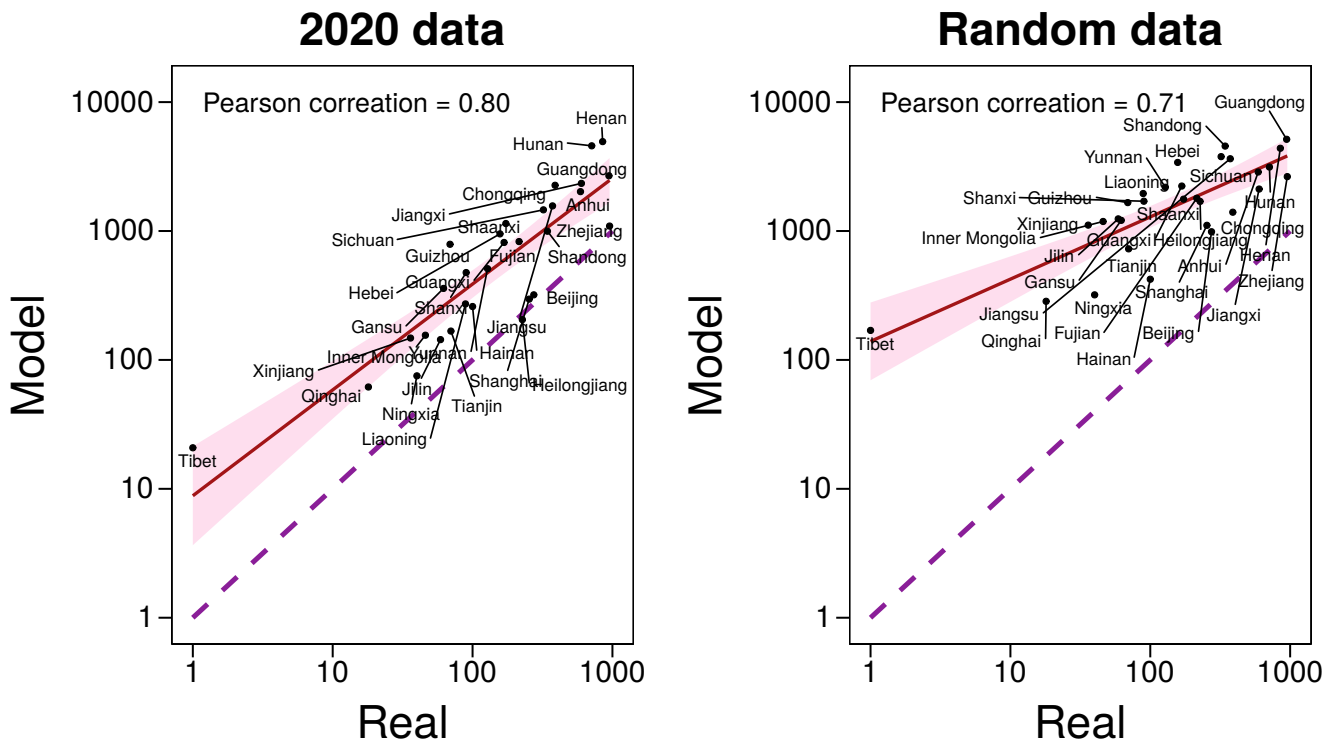 2020 data
10000
1000
100
10
1
Model
Pearson correation = 0.80
Henan
Hunan
Guangdong
Chongqing
Jiangxi
Anhui
Sichuan
Shaanxi
Zhejiang
Guizhou
Fujian
Shandong
Guangxi
Hebei
Beijing
Shanxi
Gansu
Jiangsu
Inner Mongolia
Yunnan
Hainan
Xinjiang
Shanghai
Heilongjiang
Qinghai
Jilin
Tianjin
Ningxia
Liaoning
Tibet
1
10
100
1000
Real
Random data
10000
1000
100
10
1
Model
Pearson correation = 0.71
Guangdong
Shandong
Yunnan
Hebei
Liaoning
Sichuan
Shanxi
Guizhou
Hunan
Xinjiang
Shaanxi
Chongqing
Inner Mongolia
Guangxi
Heilongjiang
Jilin
Tianjin
Anhui
Henan
Gansu
Shanghai
Zhejiang
Jiangsu
Ningxia
Jiangxi
Qinghai
Fujian
Beijing
Hainan
Tibet
1
10
100
1000
Real